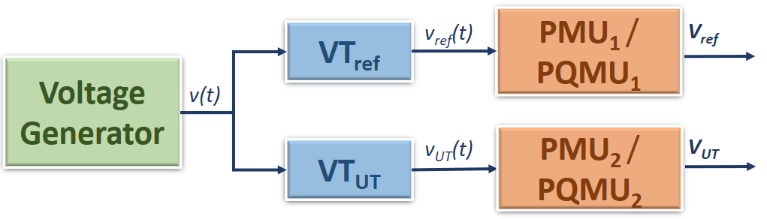 Voltage
Generator
v(t)
VTref
vref(t)
PMU1 /
PQMU1
Vref
VTUT
vUT(t)
PMU2 /
PQMU2
VUT